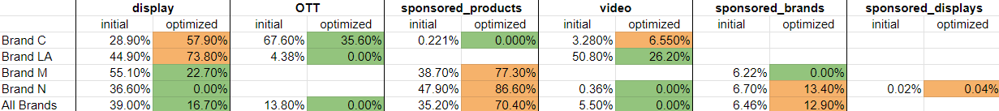 display OTT sponsored_products video sponsored_brands sponsored_displays
initial optimized initial optimized initial optimized initial optimized initial optimized initial optimized
Brand C 28.90% 57.90% 67.60% 35.60% 0.221% 0.000% 3.280% 6.550%
Brand LA 44.90% 73.80% 4.38% 0.00% 50.80% 26.20%
Brand M 55.10% 22.70% 38.70% 77.30% 6.22% 0.00%
Brand N 36.60% 0.00% 47.90% 86.60% 0.36% 0.00% 6.70% 13.40% 0.02% 0.04%
All Brands 39.00% 16.70% 13.80% 0.00% 35.20% 70.40% 5.50% 0.00% 6.46% 12.90%